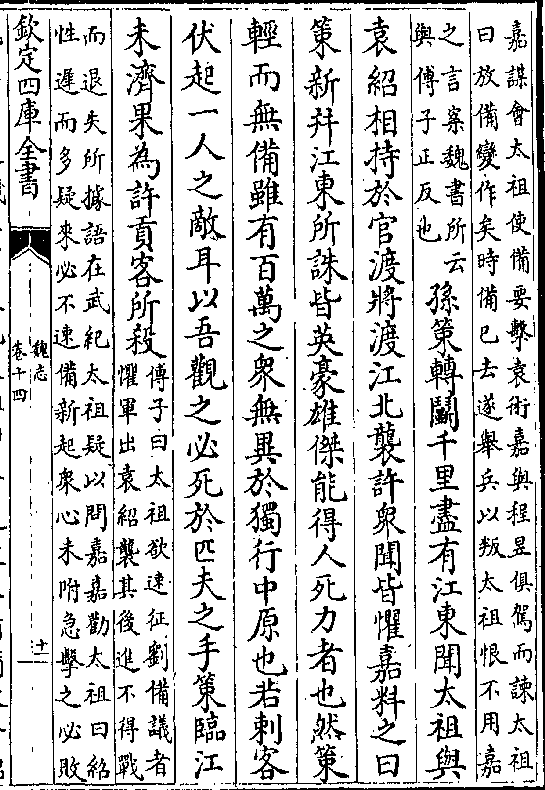 嘉謀會太祖使備要擊袁術嘉與程昱俱駕而諫太祖
曰放備變作矣時備已去遂舉兵以叛太祖恨不用嘉
之言案魏書所云
與傅子正反也
孫策轉鬭千里盡有江東聞太祖與
袁紹相持於官渡將渡江北襲許衆聞皆懼嘉料之曰
策新幷江東所誅皆英豪雄傑能得人死力者也然策
輕而無備雖有百萬之衆無異於獨行中原也若刺客
伏起一人之敵耳以吾觀之必死於匹夫之手策臨江
未濟果為許貢客所殺
傅子曰太祖欲速征劉備議者
懼軍出袁紹襲其後進不得戰
而退失所據語在武紀太祖疑以問嘉嘉勸太祖曰紹
性遲而多疑來必不速備新起衆心未附急擊之必敗
欽定四庫全書
魏志
卷十四
十